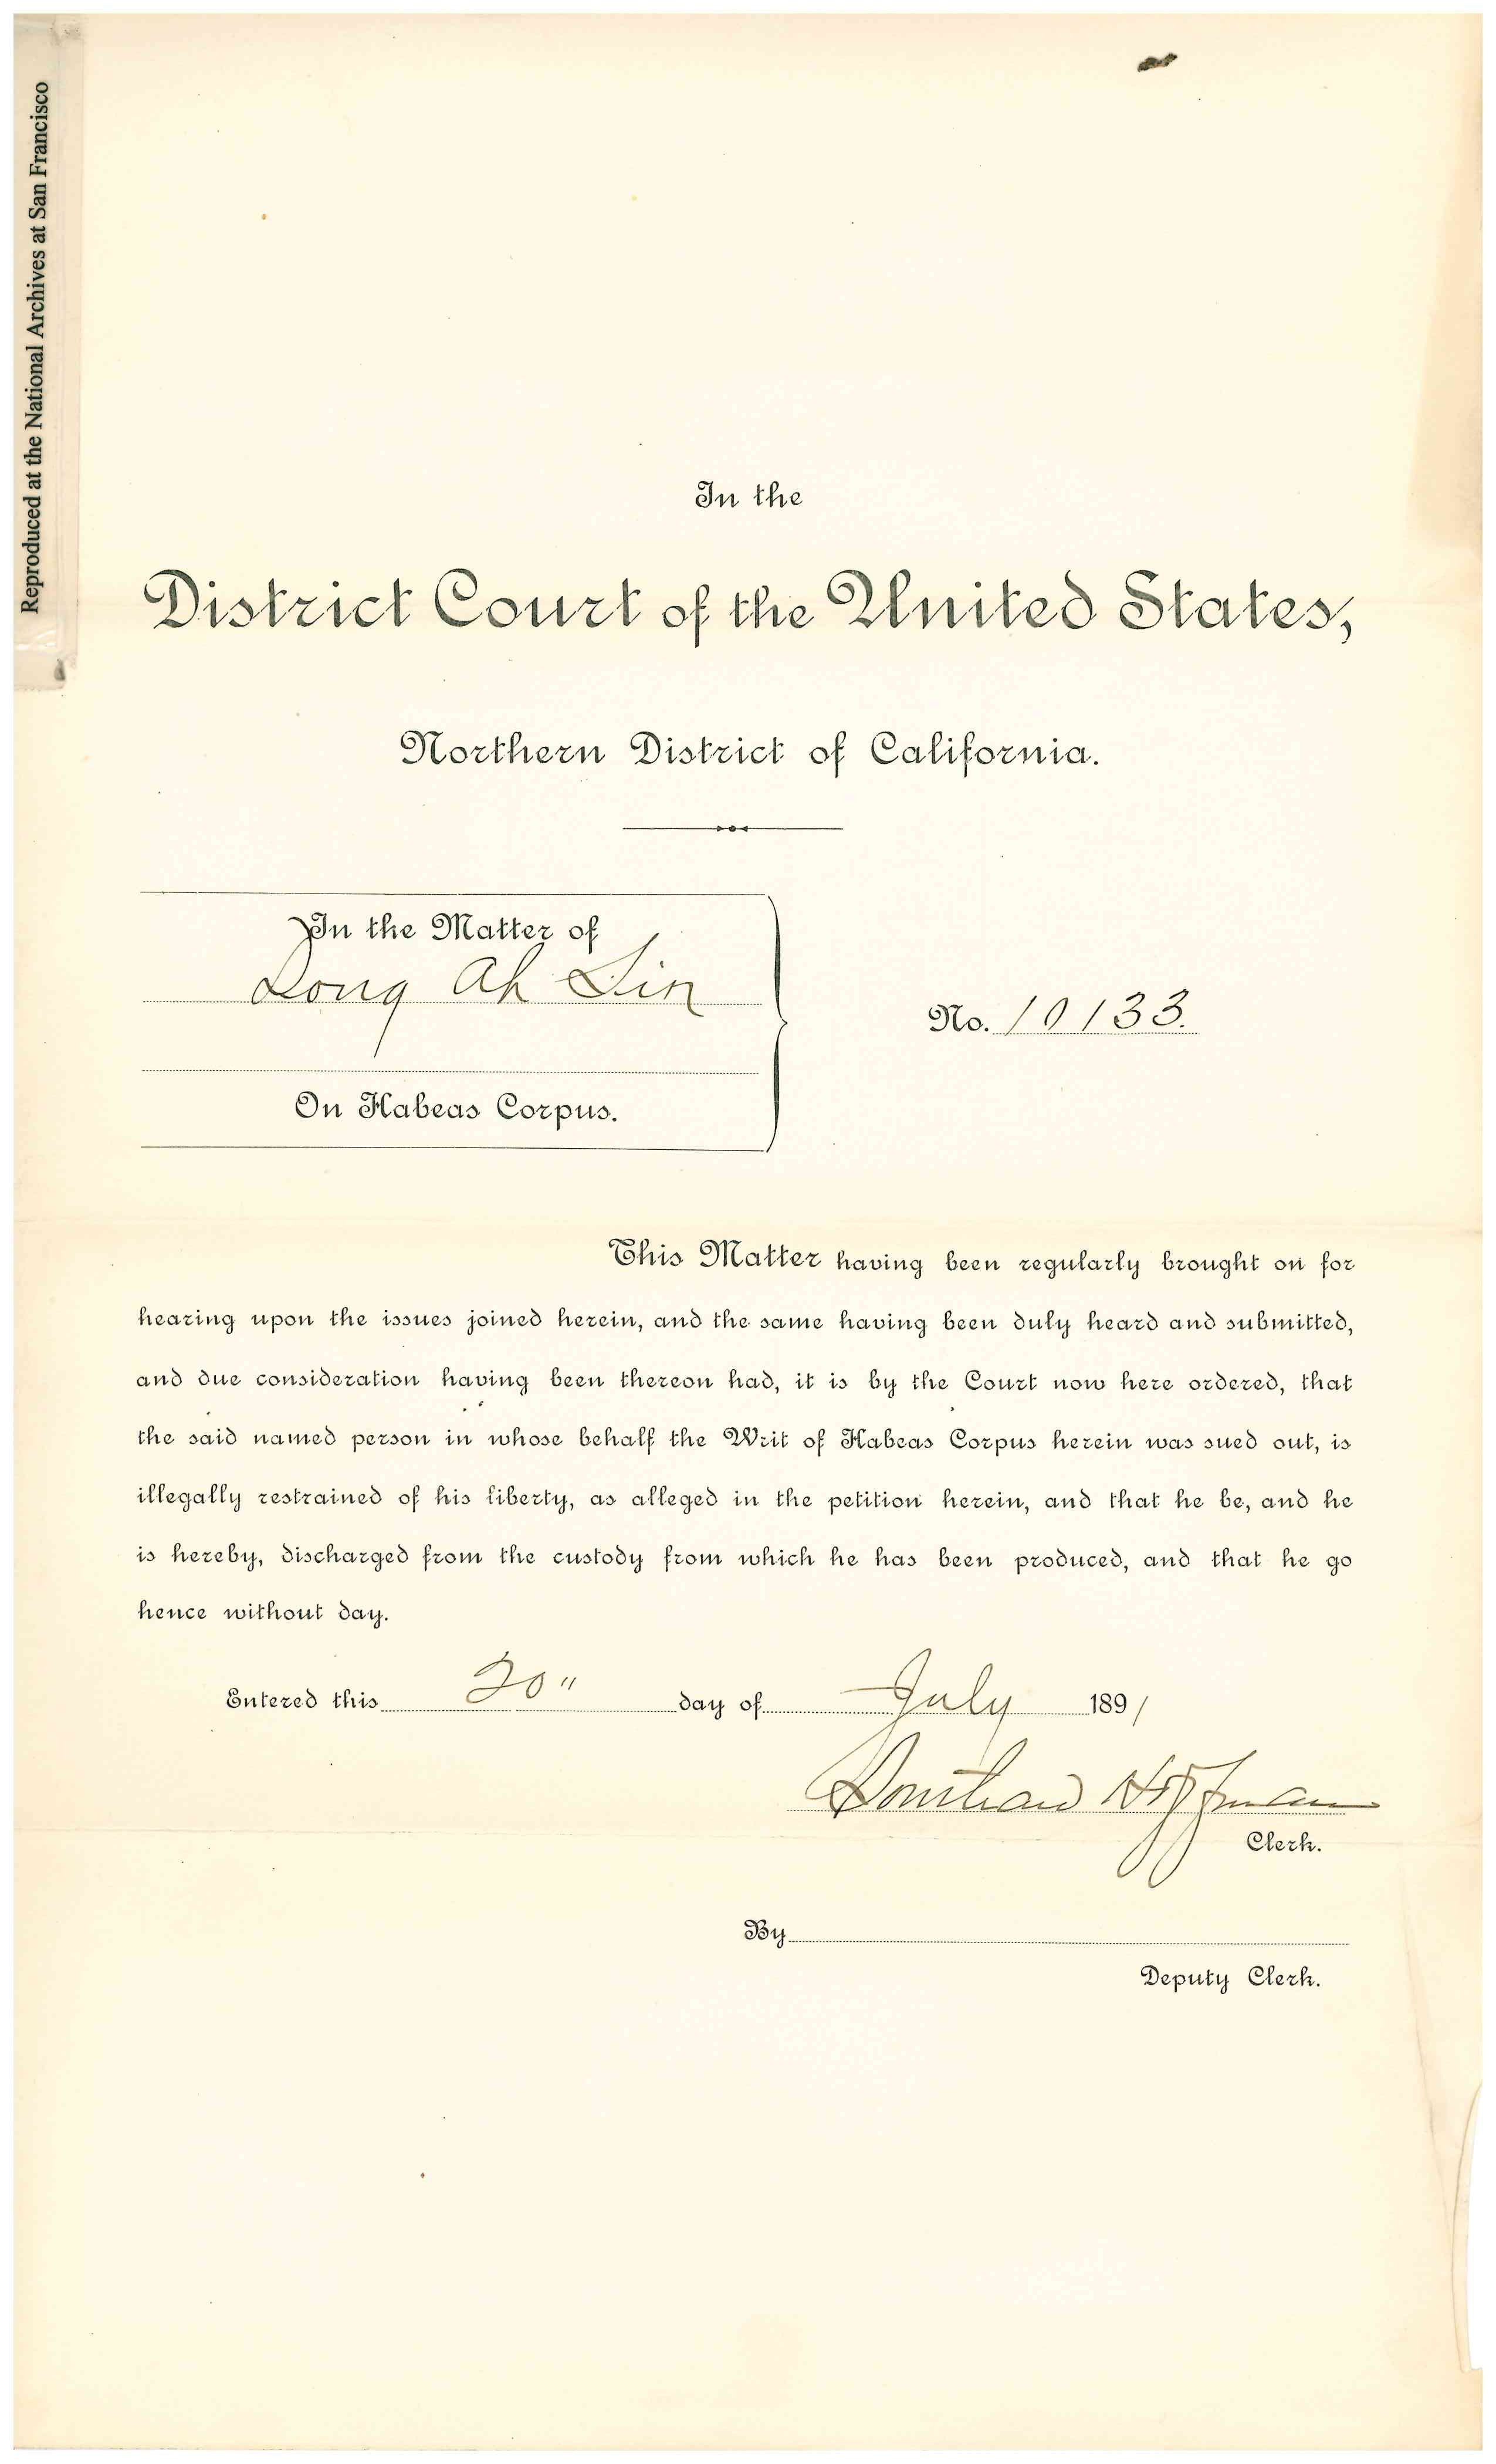 Reproduced at the National Archives at San Francisco
In the
District Court of the United States,
Northern District of California.
In the Matter of
Long Ah Sin
No. 10133.
On Habeas Corpus.
This Matter having been regularly brought on for
hearing upon the issues joined herein, and the same having been duly heard and submitted,
and due consideration having been thereon had, it is by the Court now here ordered, that
the said named person in whose behalf the Writ of Habeas Corpus herein was sued out, is
illegally restrained of his liberty, as alleged in the petition herein, and that he be, and he
is hereby, discharged from the custody from which he has been produced, and that he go
hence without day.
Entered this 20" day of July 1891
Southard Hoffman
Clerk.
By
Deputy Clerk.